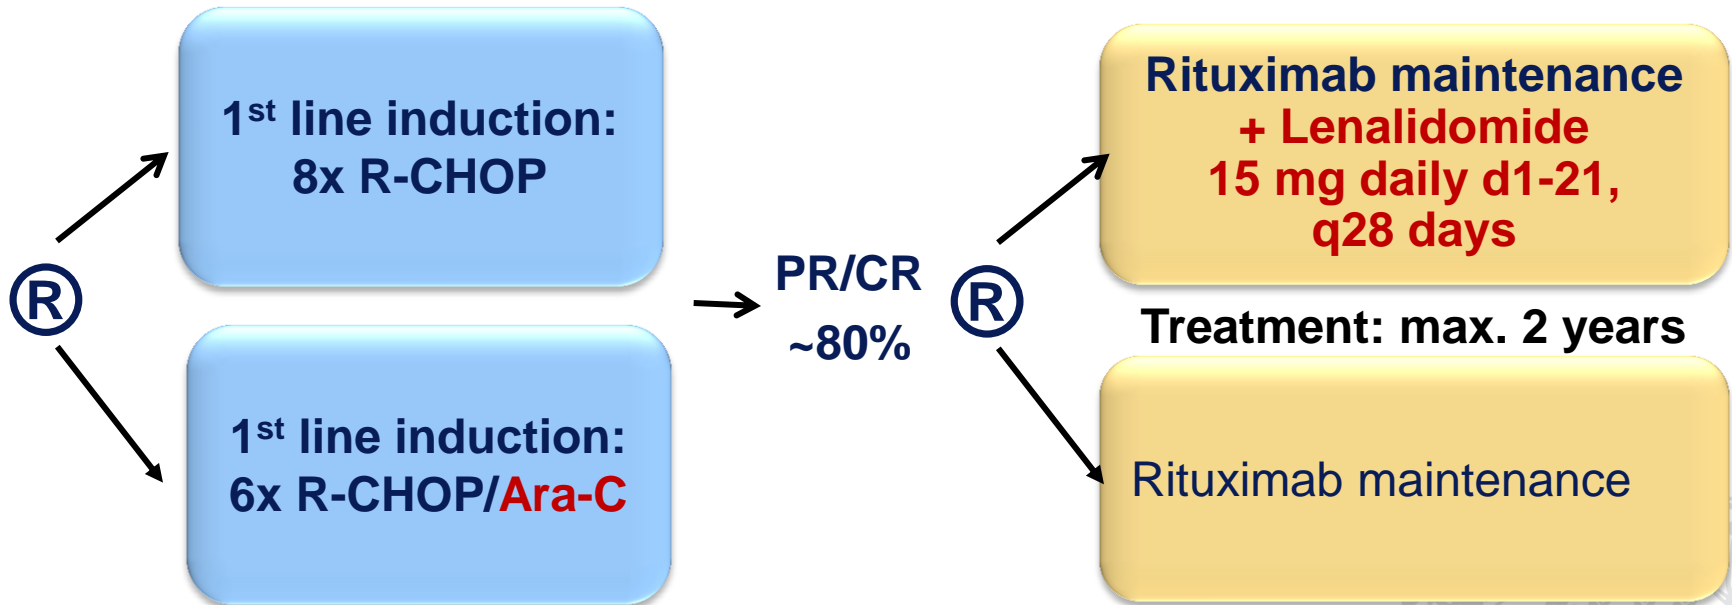 ®
1st line induction:
8x R-CHOP
1st line induction:
6x R-CHOP/Ara-C
PR/CR
~80%
®
Rituximab maintenance
+ Lenalidomide
15 mg daily d1-21,
q28 days
Treatment: max. 2 years
Rituximab maintenance